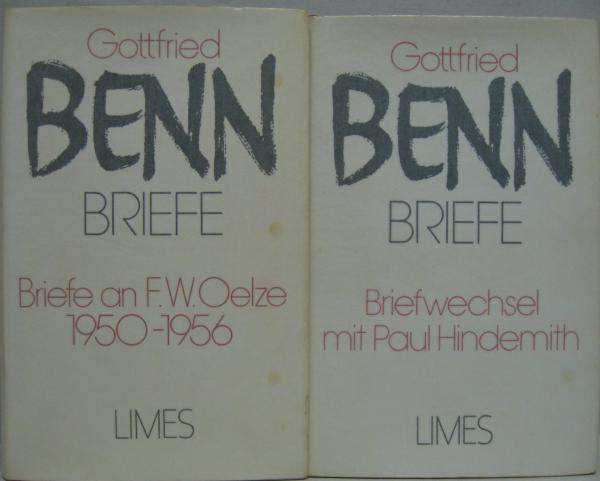 Gottfried
BENN
BRIEFE
Briefe an F.W. Oelze
1950-1956
LIMES
Gottfried
BENN
BRIEFE
Briefwechsel
mit Paul Hindemith
LIMES